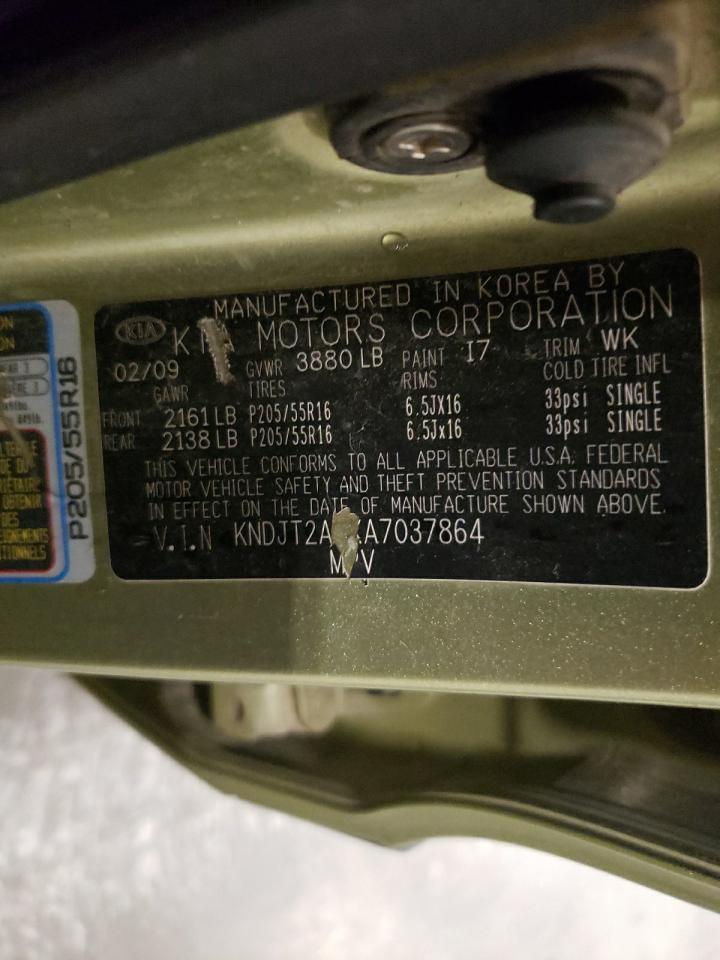 MANUFACTURED IN KOREA BY
KIA
MOTORS CORPORATION
02/09 GVWR 3880 LB PAINT I7 TRIM WK
GAWR TIRES RIMS COLD TIRE INFL
FRONT 2161 LB P205/55R16 6.5JX16 33psi SINGLE
REAR 2138 LB P205/55R16 6.5Jx16 33psi SINGLE
THIS VEHICLE CONFORMS TO ALL APPLICABLE U.S.A. FEDERAL
MOTOR VEHICLE SAFETY AND THEFT PREVENTION STANDARDS
IN EFFECT ON THE DATE OF MANUFACTURE SHOWN ABOVE.
V.I.N KNDJT2A A7037864
M V
P205/55R16